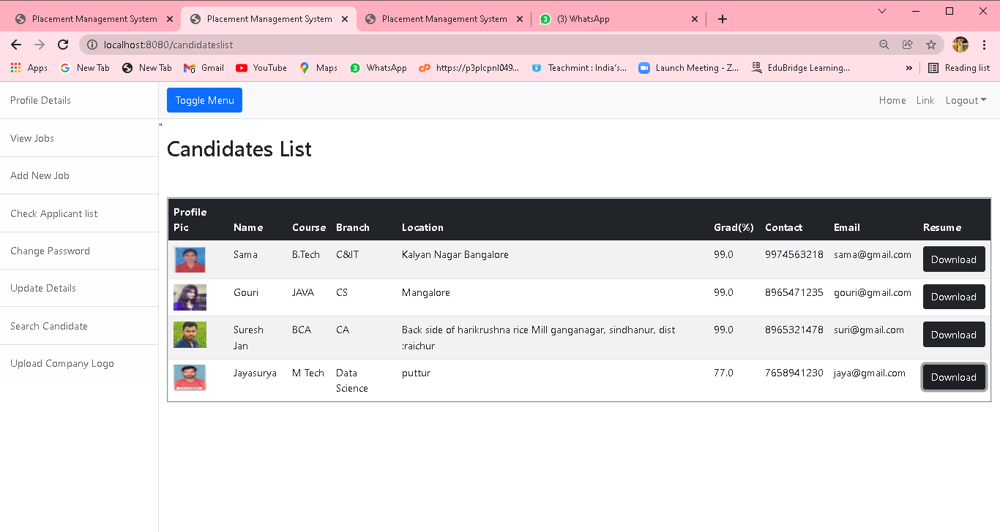 Placement Management System Placement Management System Placement Management System (3) WhatsApp
localhost:8080/candidateslist
Apps New Tab New Tab Gmail YouTube Maps WhatsApp https://p3plcpnl049... Teachmint : India's... Launch Meeting - Z... EduBridge Learning... » Reading list
Profile Details
View Jobs
Add New Job
Check Applicant list
Change Password
Update Details
Search Candidate
Upload Company Logo
Toggle Menu Home Link Logout
"
Candidates List
Profile
Pic Name Course Branch Location Grad(%) Contact Email Resume
Sama B.Tech C&IT Kalyan Nagar Bangalore 99.0 9974563218 sama@gmail.com Download
Gouri JAVA CS Mangalore 99.0 8965471235 gouri@gmail.com Download
Suresh BCA CA Back side of harikrushna rice Mill ganganagar, sindhanur, dist 99.0 8965321478 suri@gmail.com Download
Jan :raichur
Jayasurya M Tech Data puttur 77.0 7658941230 jaya@gmail.com Download
Science